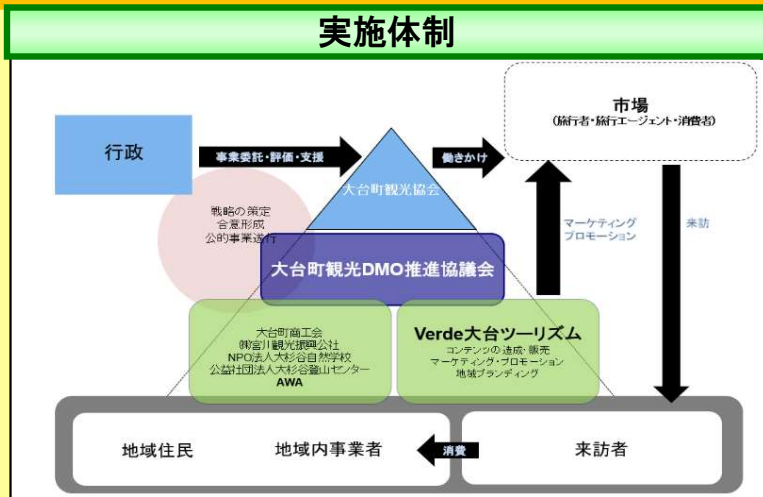 実施体制
市場
(旅行者・旅行エージェント・消費者)
行政
事業委託・評価・支援
働きかけ
大台町観光協会
戦略の策定
合意形成
公的事業遂行
マーケティング
プロモーション
来訪
大台町観光DMO推進協議会
大台町商工会
㈱宮川観光振興公社
NPO法人大杉谷自然学校
公益社団法人大杉谷登山センター
AWA
Verde大台ツーリズム
コンテンツの造成・販売
マーケティング・プロモーション
地域ブランディング
地域住民
地域内事業者
消費
来訪者